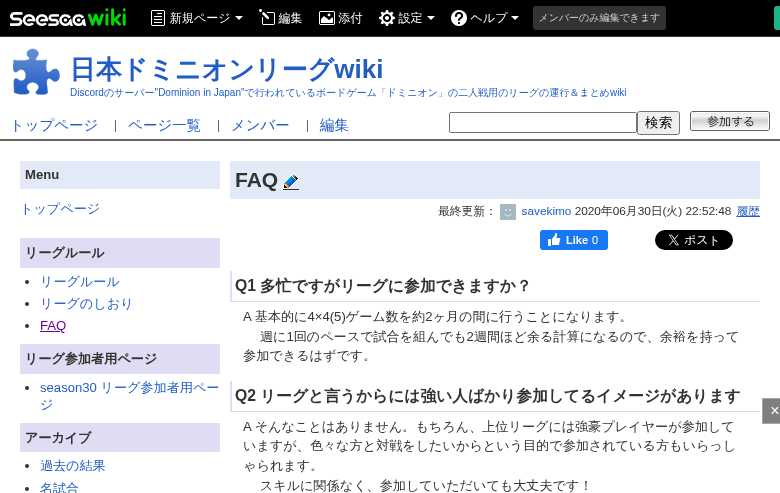 Seesaa wiki 新規ページ 編集 添付 設定 ヘルプ メンバーのみ編集できます
日本ドミニオンリーグwiki
Discordのサーバー"Dominion in Japan"で行われているボードゲーム「ドミニオン」の二人戦用のリーグの運行＆まとめwiki
トップページ | ページ一覧 | メンバー | 編集
検索
参加する
Menu
トップページ
リーグルール
リーグルール
リーグのしおり
FAQ
リーグ参加者用ページ
season30 リーグ参加者用ペー
ジ
アーカイブ
過去の結果
名試合
FAQ
最終更新： savekimo 2020年06月30日(火) 22:52:48 履歴
Like 0
ポスト
Q1 多忙ですがリーグに参加できますか？
A 基本的に4×4(5)ゲーム数を約2ヶ月の間に行うことになります。
週に1回のペースで試合を組んでも2週間ほど余る計算になるので、余裕を持って
参加できるはずです。
Q2 リーグと言うからには強い人ばかり参加してるイメージがあります
A そんなことはありません。もちろん、上位リーグには強豪プレイヤーが参加して
いますが、色々な方と対戦をしたいからという目的で参加されている方もいらっし
ゃられます。
スキルに関係なく、参加していただいても大丈夫です！